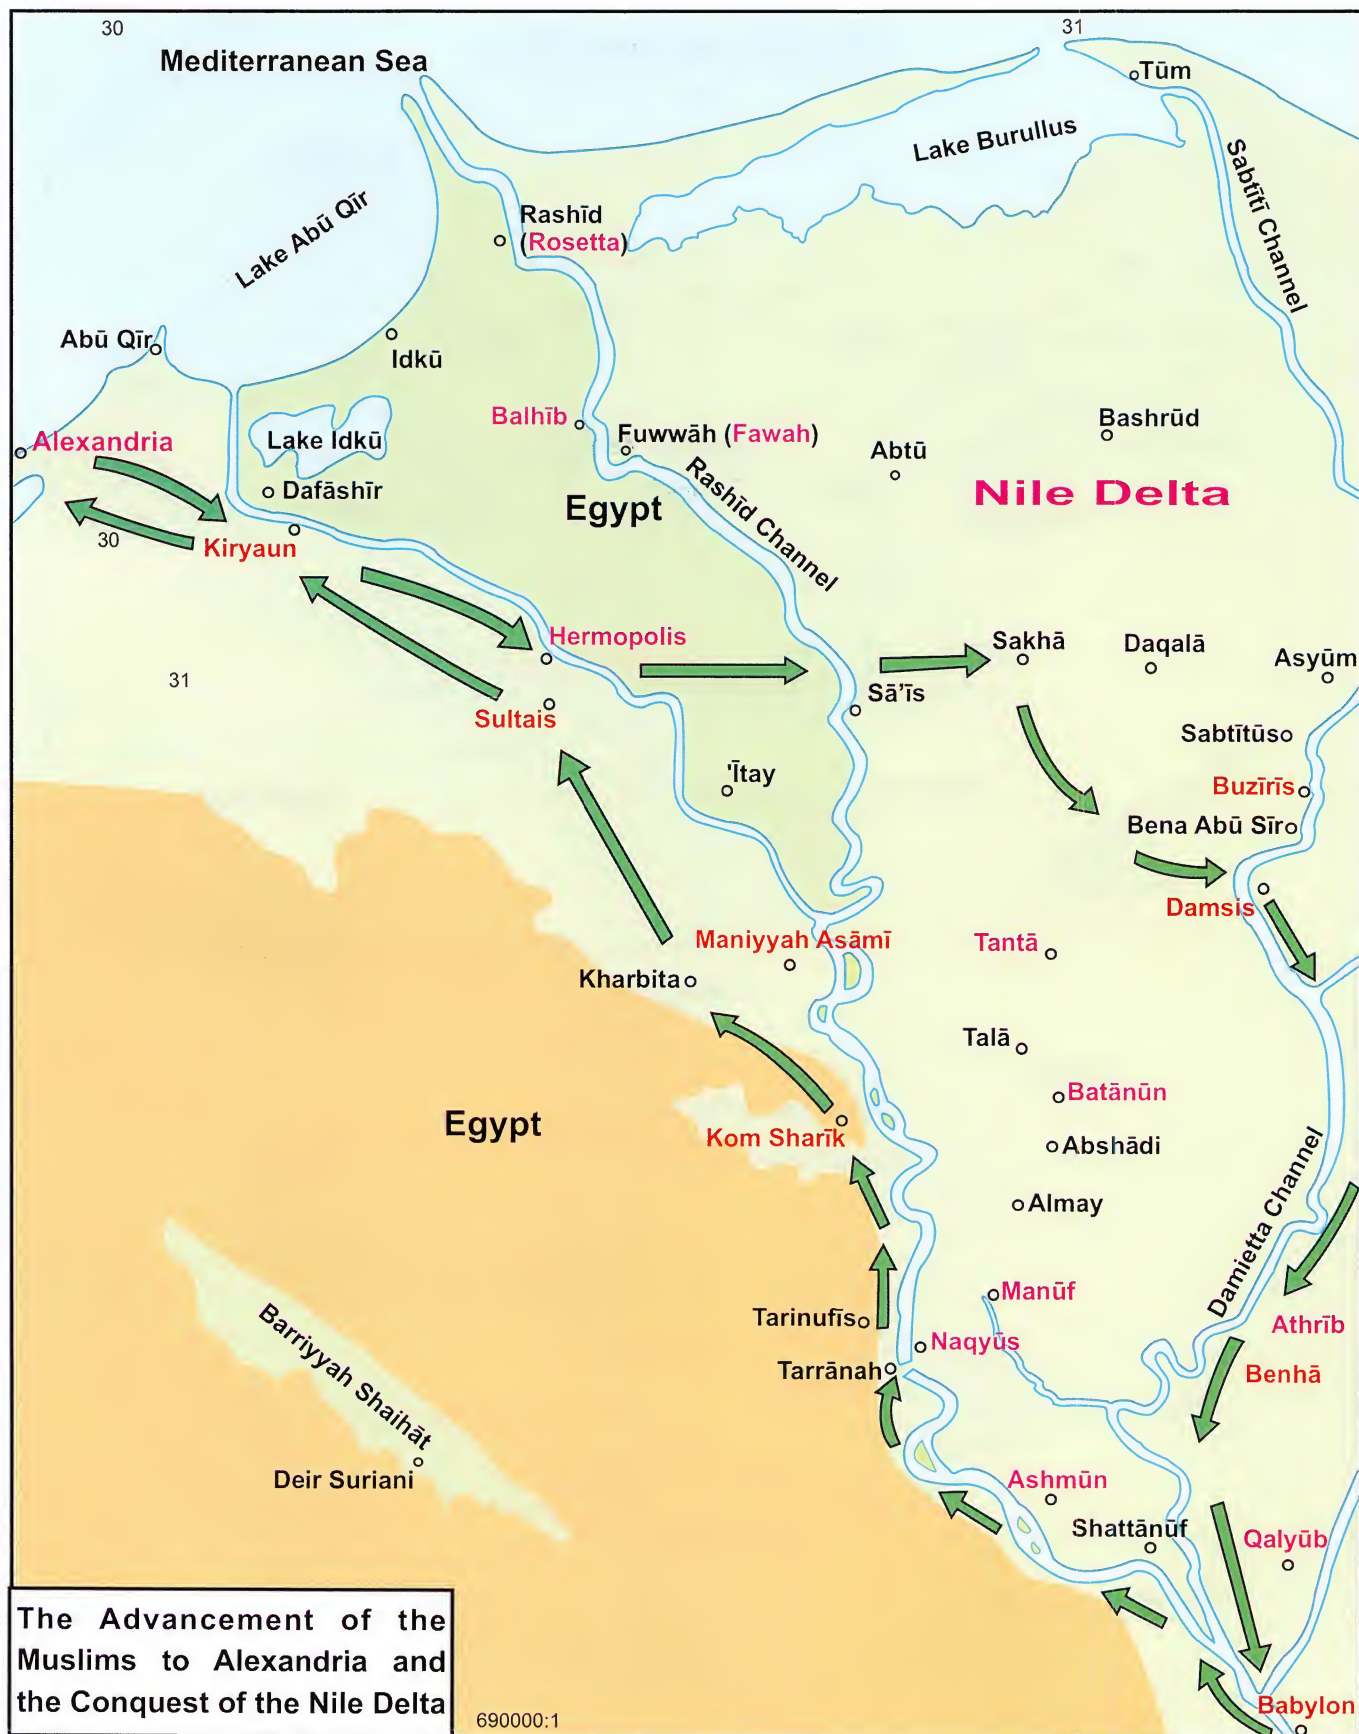 30
31
Mediterranean Sea
Tūm
Lake Burullus
Sabtītī Channel
Lake Abū Qīr
Rashīd
(Rosetta)
Abū Qīr
Idkū
Alexandria
Lake Idkū
Balhīb
Fuwwāh (Fawah)
Bashrūd
Abtū
Dafāshīr
Rashīd Channel
Nile Delta
Egypt
30
Kiryaun
Hermopolis
Sakhā
Daqalā
Asyūm
31
Sultais
Sā'īs
Sabtītūs
'Ītay
Buzīrīs
Bena Abū Sīr
Damsis
Maniyyah Asāmī
Tantā
Kharbita
Talā
Batānūn
Egypt
Kom Sharīk
Abshādi
Almay
Damietta Channel
Manūf
Tarinufīs
Athrīb
Naqyūs
Tarrānah
Benhā
Barriyyah Shaihāt
Deir Suriani
Ashmūn
Shattānūf
Qalyūb
The Advancement of the
Muslims to Alexandria and
the Conquest of the Nile Delta
Babylon
690000:1